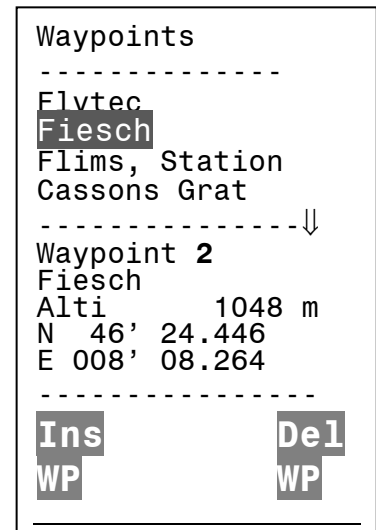 Waypoints
--------------
Flytec
Fiesch
Flims, Station
Cassons Grat
---------------⇓
Waypoint 2
Fiesch
Alti 1048 m
N 46’ 24.446
E 008’ 08.264
----------------
Ins Del
WP WP